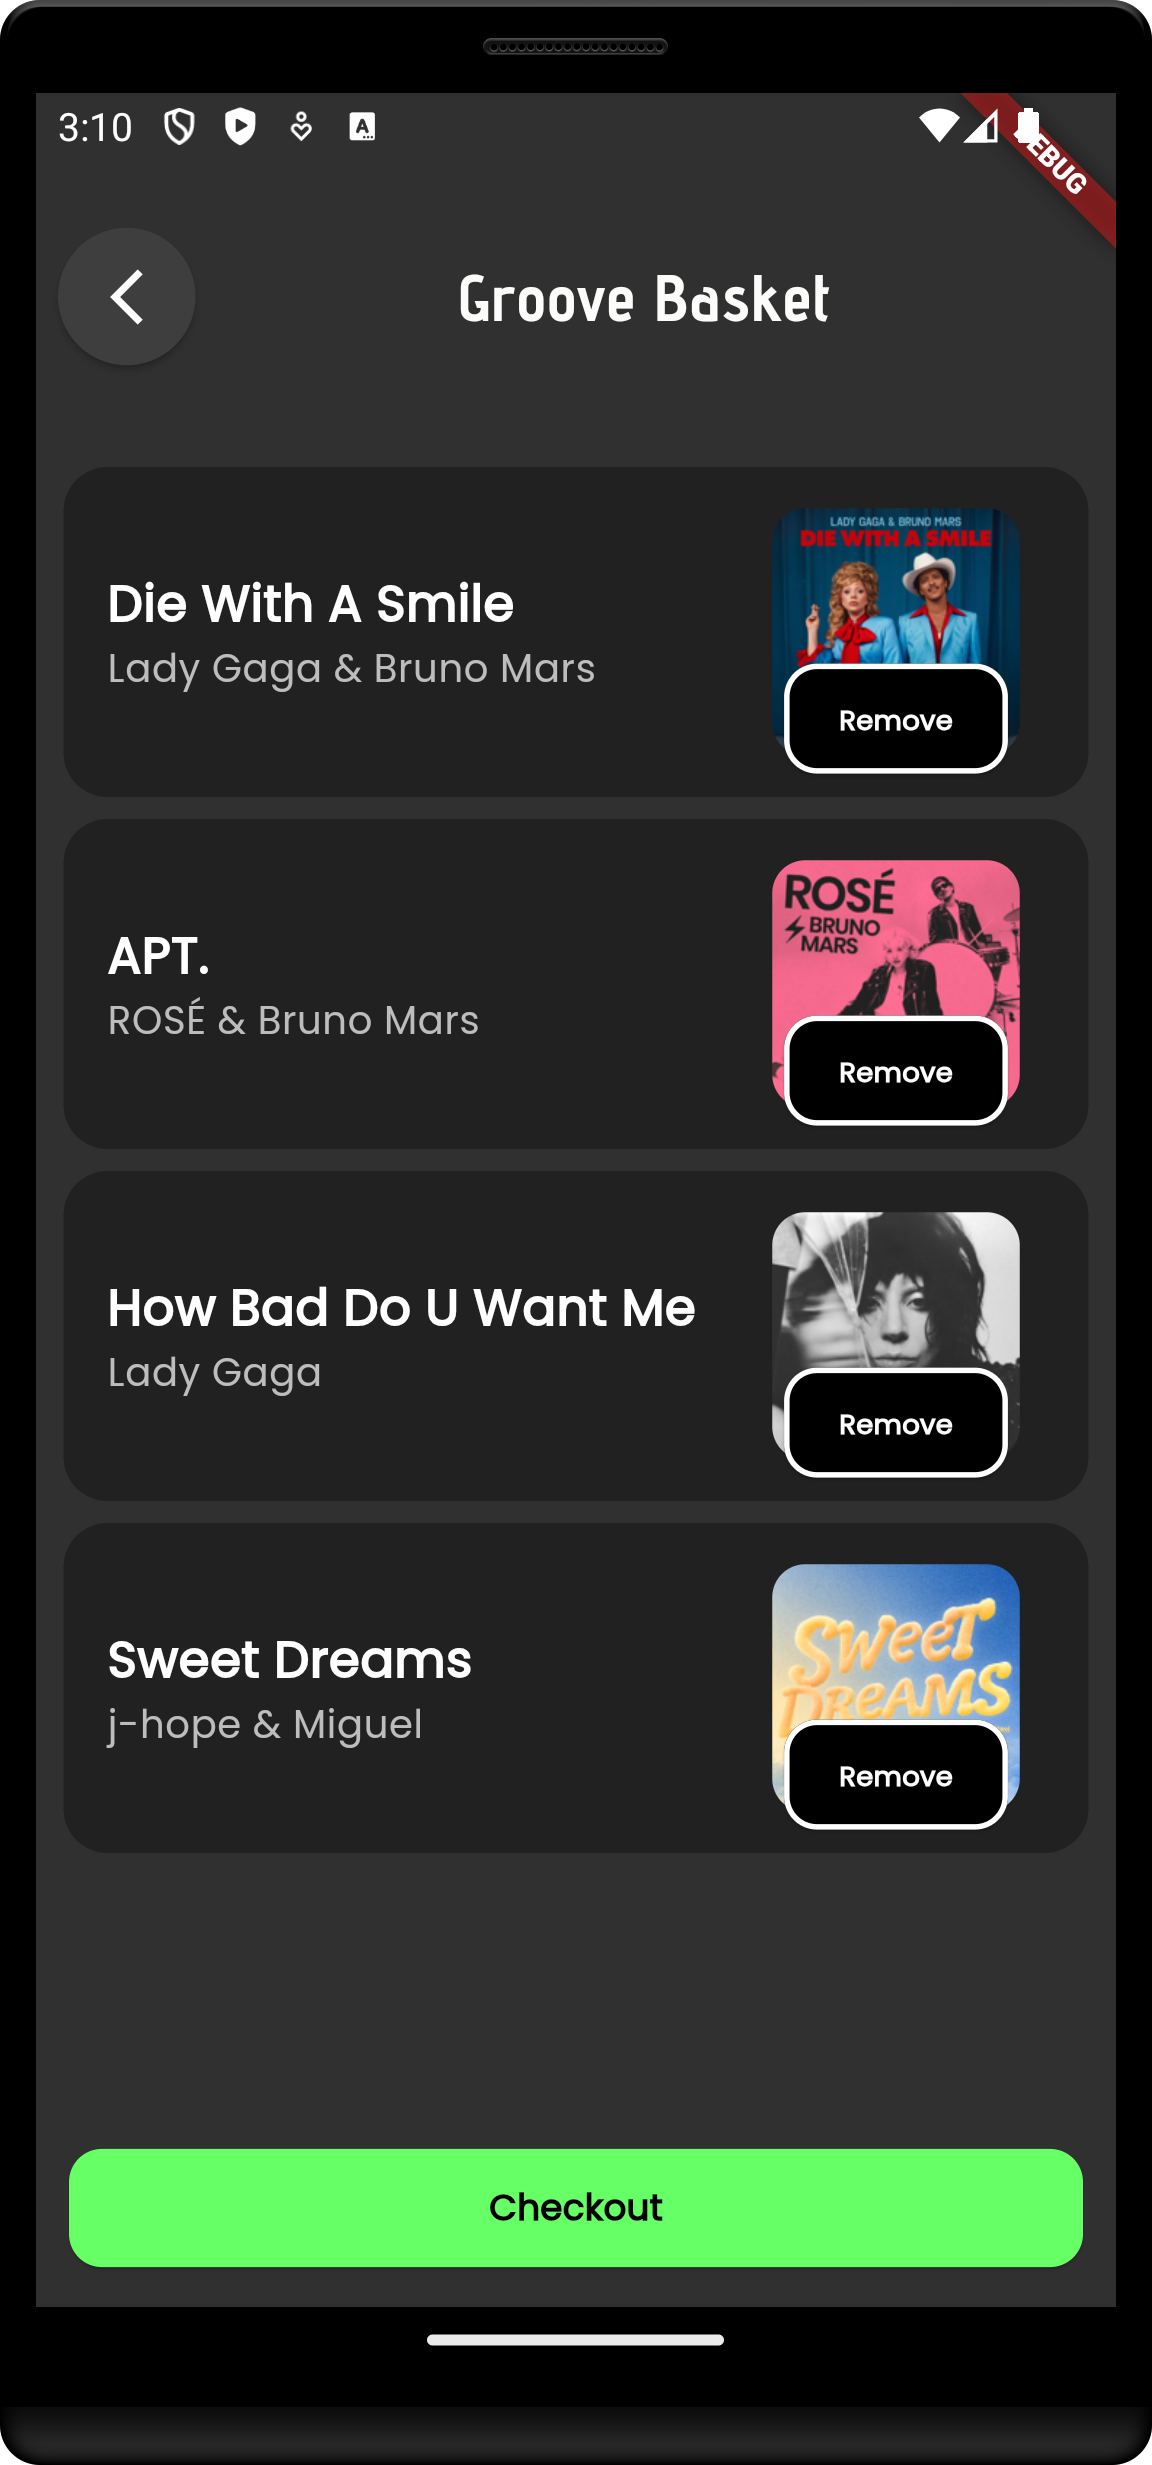 3:10
DEBUG
Groove Basket
LADY GAGA & BRUNO MARS
DIE WITH A SMILE
Die With A Smile
Lady Gaga & Bruno Mars
Remove
ROSÉ
BRUNO
MARS
APT.
ROSÉ & Bruno Mars
Remove
How Bad Do U Want Me
Lady Gaga
Remove
SWEET
DREAMS
Sweet Dreams
j-hope & Miguel
Remove
Checkout